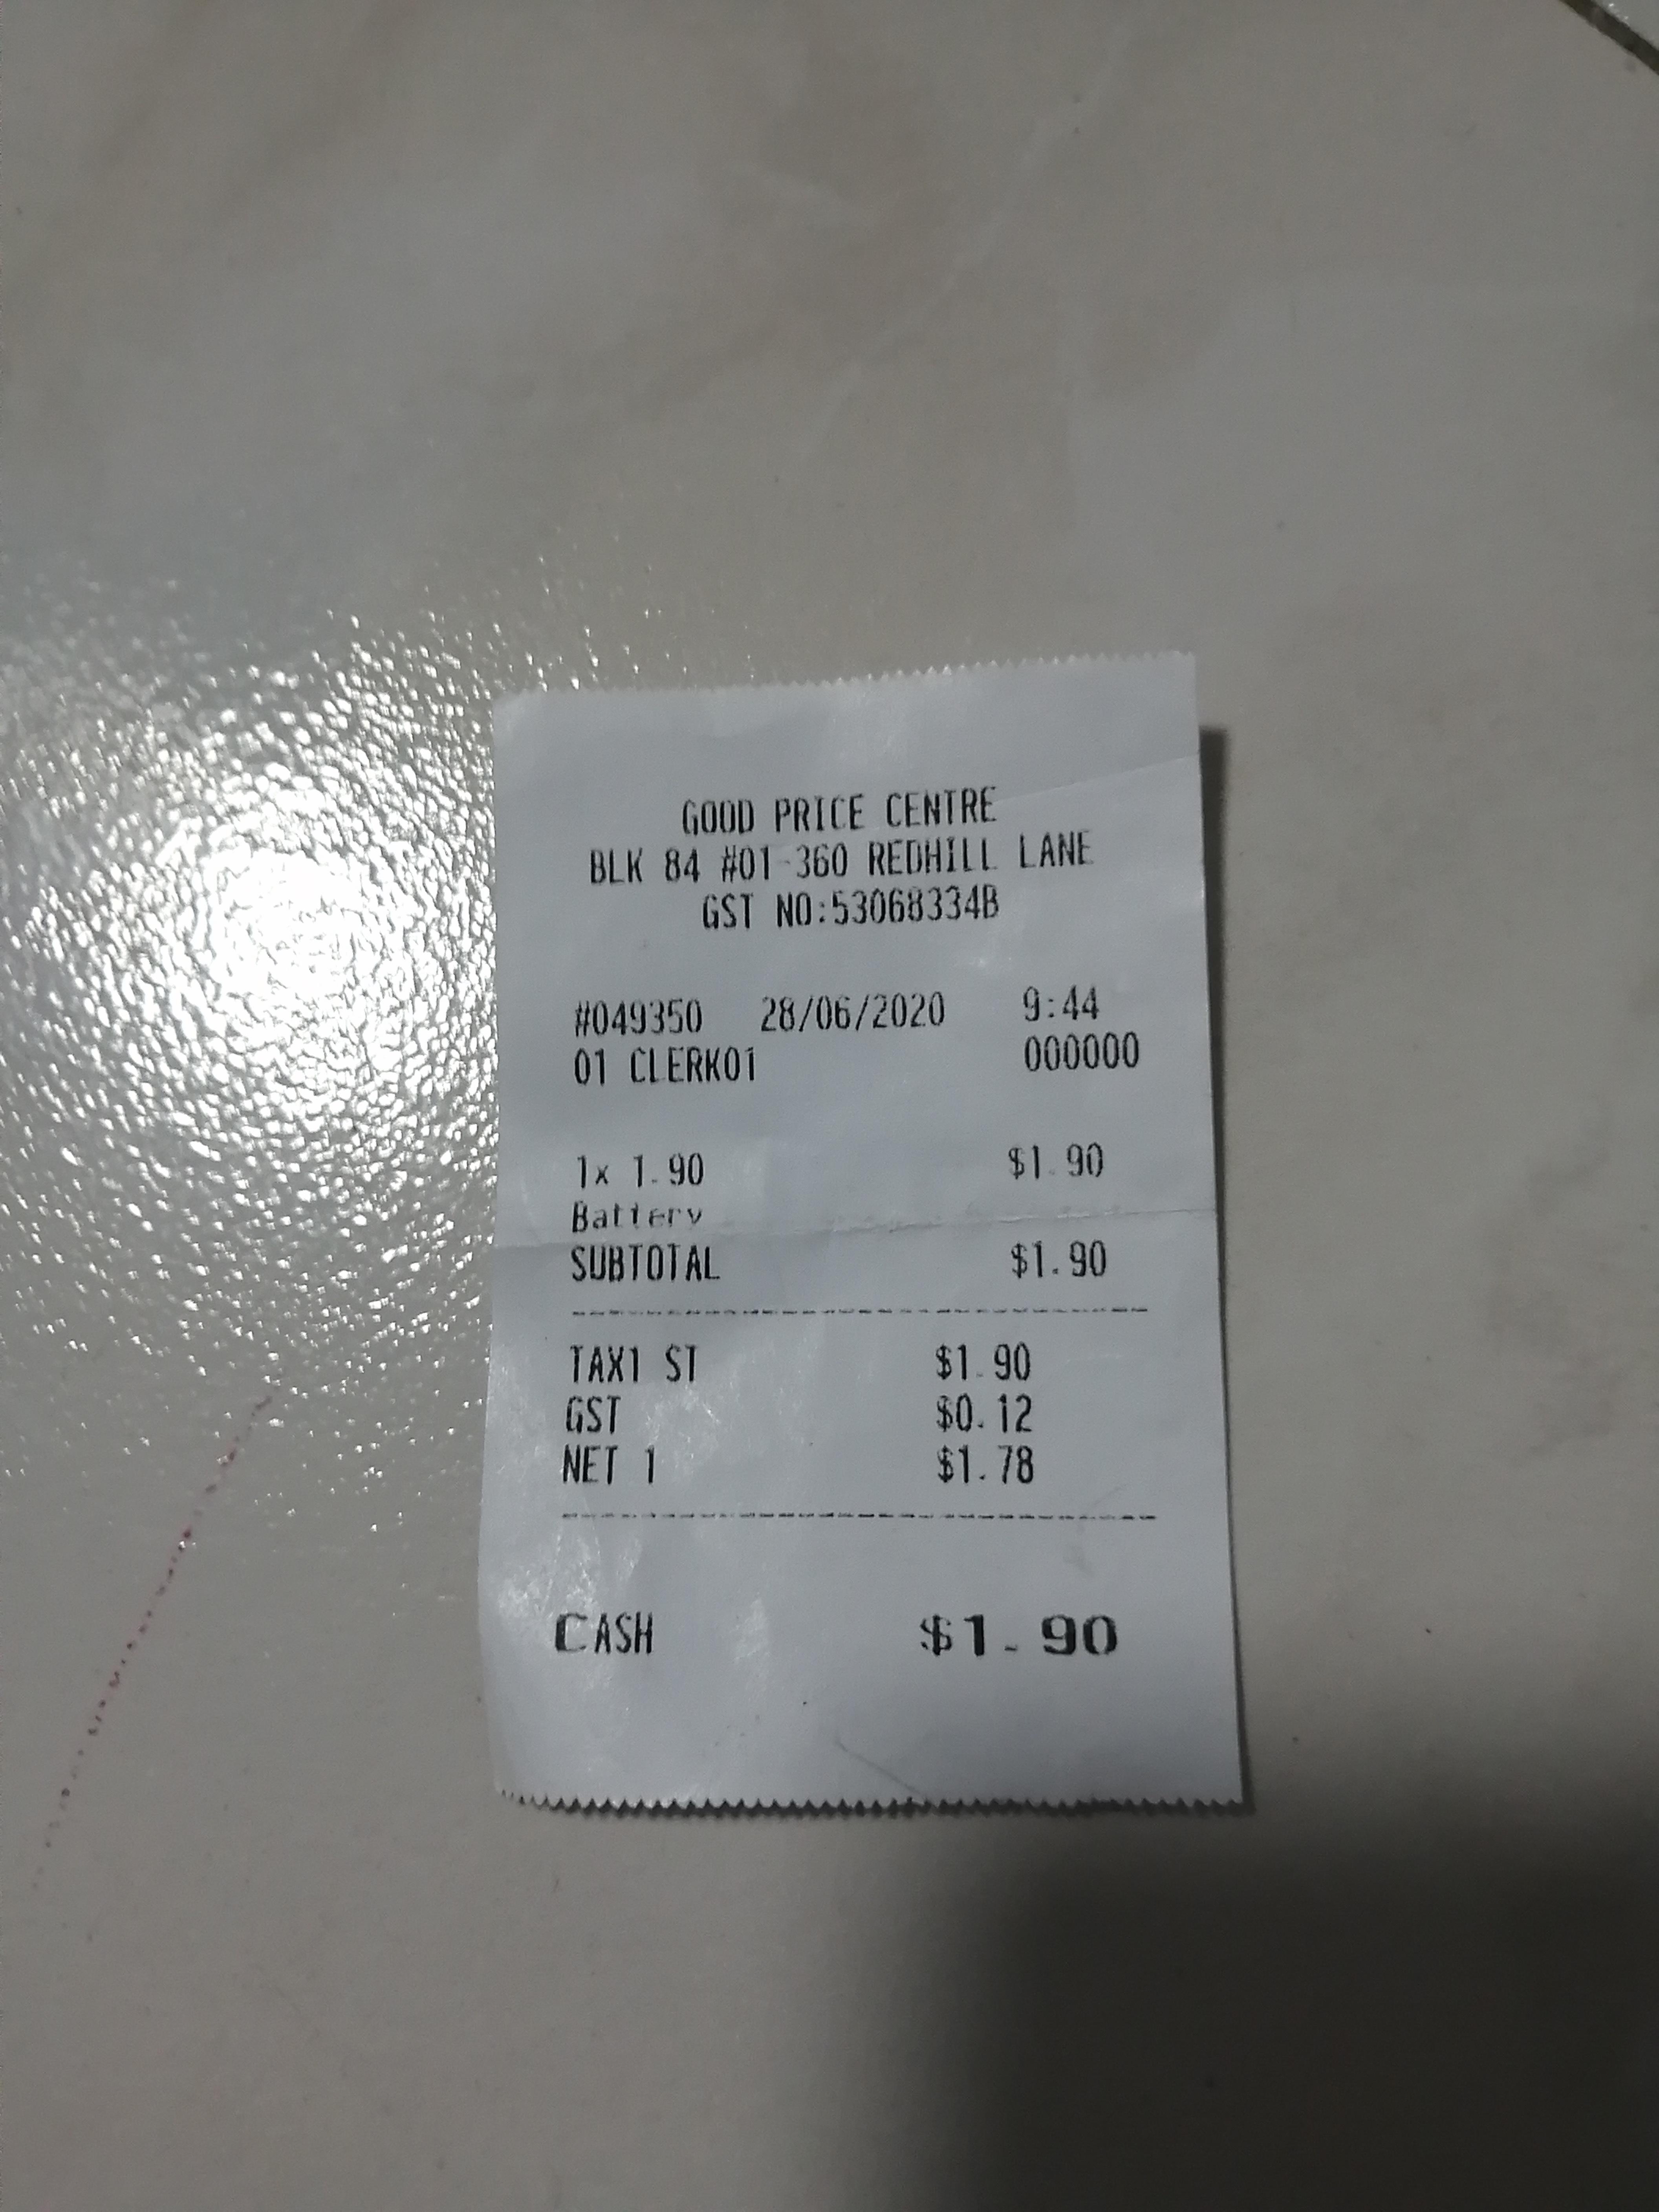 GOOD PRICE CENTRE
BLK 84 #01-360 REDHILL LANE
GST NO:53068334B
#049350 28/06/2020 9:44
01 CLERK01 000000
1x 1.90 $1.90
Battery
SUBTOTAL $1.90
TAX1 ST $1.90
GST $0.12
NET 1 $1.78
CASH $1.90